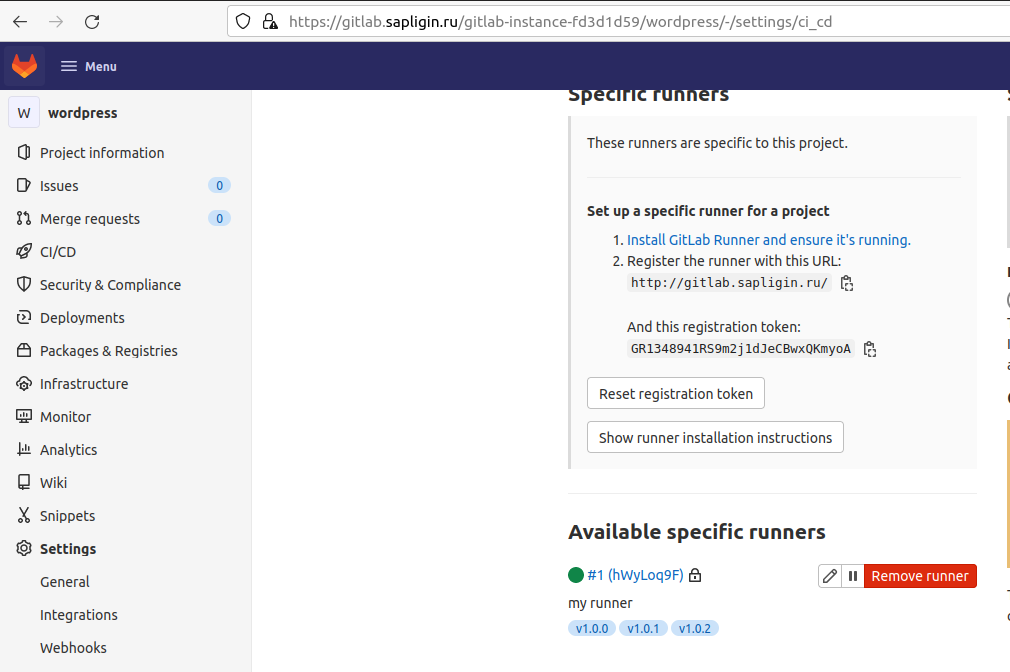 https://gitlab.sapligin.ru/gitlab-instance-fd3d1d59/wordpress/-/settings/ci_cd
Menu
W wordpress
Project information
Issues 0
Merge requests 0
CI/CD
Security & Compliance
Deployments
Packages & Registries
Infrastructure
Monitor
Analytics
Wiki
Snippets
Settings
General
Integrations
Webhooks
Specific runners
These runners are specific to this project.
Set up a specific runner for a project
1. Install GitLab Runner and ensure it's running.
2. Register the runner with this URL:
http://gitlab.sapligin.ru/
And this registration token:
GR1348941RS9m2j1dJeCBwxQKmyoA
Reset registration token
Show runner installation instructions
Available specific runners
#1 (hWyLoq9F) Remove runner
my runner
v1.0.0 v1.0.1 v1.0.2